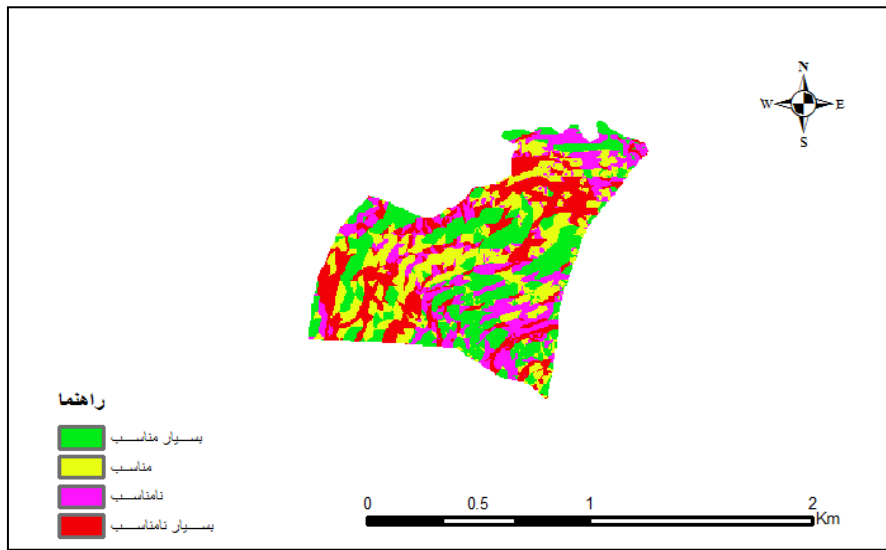 N
W E
S
راهنما
بسیار مناسب
مناسب
نامناسب
بسیار نامناسب
0 0.5 1 2
Km